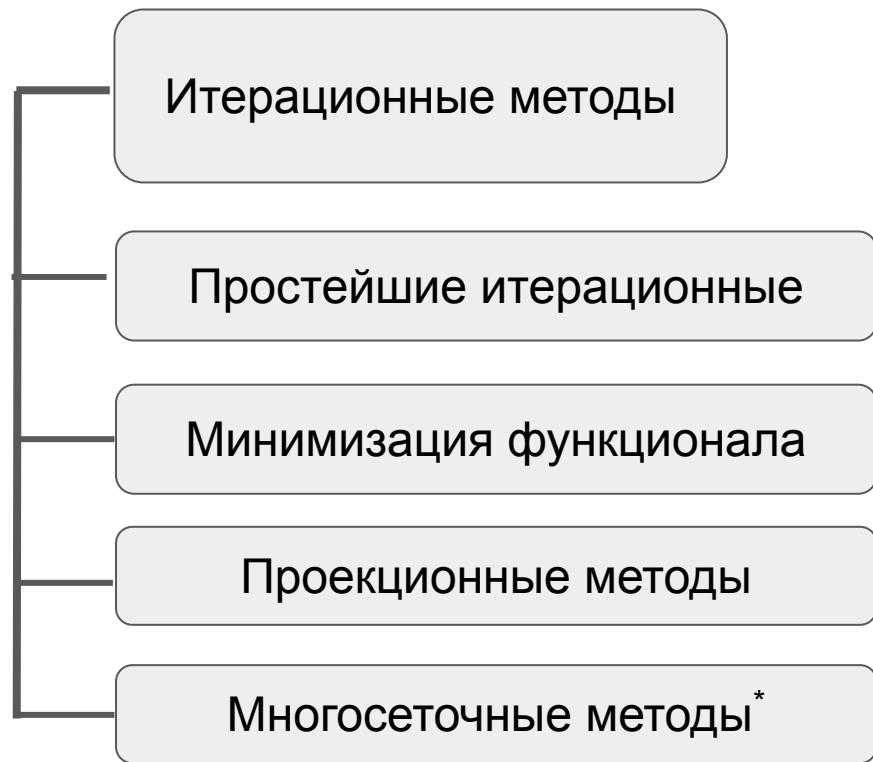 Итерационные методы
Простейшие итерационные
Минимизация функционала
Проекционные методы
Многосеточные методы*